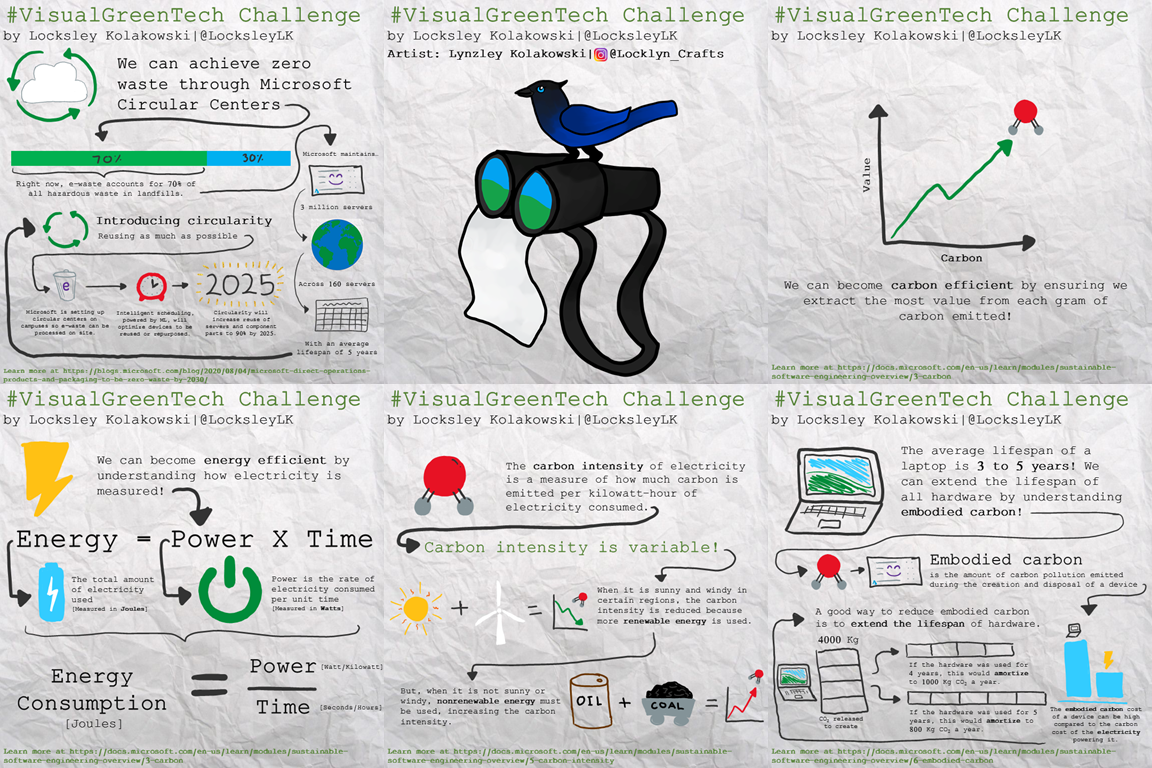 #VisualGreenTech Challenge
by Locksley Kolakowski|@LocksleyLK
We can achieve zero
waste through Microsoft
Circular Centers
70%
30%
Right now, e-waste accounts for 70% of
all hazardous waste in landfills.
Microsoft maintains…
3 million servers
Across 160 servers
With an average
lifespan of 5 years
Introducing circularity
Reusing as much as possible
e
2025
Microsoft is setting up
circular centers on
campuses so e-waste can be
processed on site.
Intelligent scheduling,
powered by ML, will
optimize devices to be
reused or repurposed.
Circularity will
increase reuse of
servers and component
parts to 90% by 2025.
Learn more at https://blogs.microsoft.com/blog/2020/08/04/microsoft-direct-operations-
products-and-packaging-to-be-zero-waste-by-2030/
#VisualGreenTech Challenge
by Locksley Kolakowski|@LocksleyLK
Artist: Lynzley Kolakowski|@Locklyn_Crafts
#VisualGreenTech Challenge
by Locksley Kolakowski|@LocksleyLK
Value
Carbon
We can become carbon efficient by ensuring we
extract the most value from each gram of
carbon emitted!
Learn more at https://docs.microsoft.com/en-us/learn/modules/sustainable-
software-engineering-overview/3-carbon
#VisualGreenTech Challenge
by Locksley Kolakowski|@LocksleyLK
We can become energy efficient by
understanding how electricity is
measured!
Energy = Power X Time
The total amount
of electricity
used
[Measured in Joules]
Power is the rate of
electricity consumed
per unit time
[Measured in Watts]
Energy
Consumption
[Joules]
=
Power [Watt/Kilowatt]
Time [Seconds/Hours]
Learn more at https://docs.microsoft.com/en-us/learn/modules/sustainable-
software-engineering-overview/3-carbon
#VisualGreenTech Challenge
by Locksley Kolakowski|@LocksleyLK
The carbon intensity of electricity
is a measure of how much carbon is
emitted per kilowatt-hour of
electricity consumed.
Carbon intensity is variable!
+
=
When it is sunny and windy in
certain regions, the carbon
intensity is reduced because
more renewable energy is used.
But, when it is not sunny or
windy, nonrenewable energy must
be used, increasing the carbon
intensity.
OIL
+
COAL
=
Learn more at https://docs.microsoft.com/en-us/learn/modules/sustainable-
software-engineering-overview/5-carbon-intensity
#VisualGreenTech Challenge
by Locksley Kolakowski|@LocksleyLK
The average lifespan of a
laptop is 3 to 5 years! We
can extend the lifespan of
all hardware by understanding
embodied carbon!
Embodied carbon
is the amount of carbon pollution emitted
during the creation and disposal of a device
A good way to reduce embodied carbon
is to extend the lifespan of hardware.
4000 Kg
CO2 released
to create
If the hardware was used for
4 years, this would amortize
to 1000 Kg CO2 a year.
If the hardware was used for 5
years, this would amortize to
800 Kg CO2 a year.
The embodied carbon cost
of a device can be high
compared to the carbon
cost of the electricity
powering it.
Learn more at https://docs.microsoft.com/en-us/learn/modules/sustainable-
software-engineering-overview/6-embodied-carbon